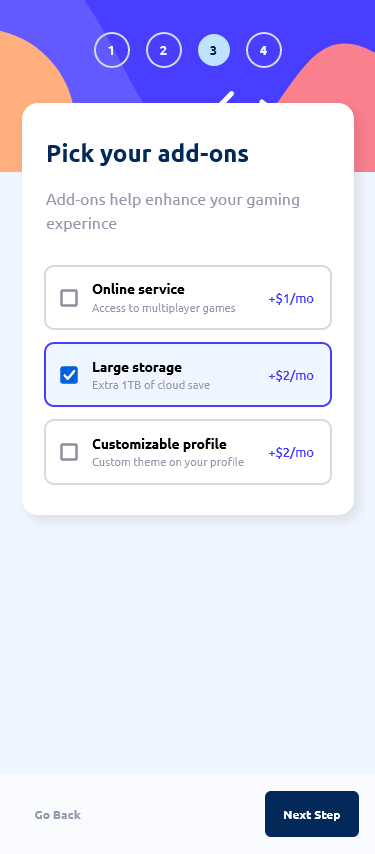 1 2 3 4
Pick your add-ons
Add-ons help enhance your gaming
experince
Online service
Access to multiplayer games
+$1/mo
Large storage
Extra 1TB of cloud save
+$2/mo
Customizable profile
Custom theme on your profile
+$2/mo
Go Back
Next Step